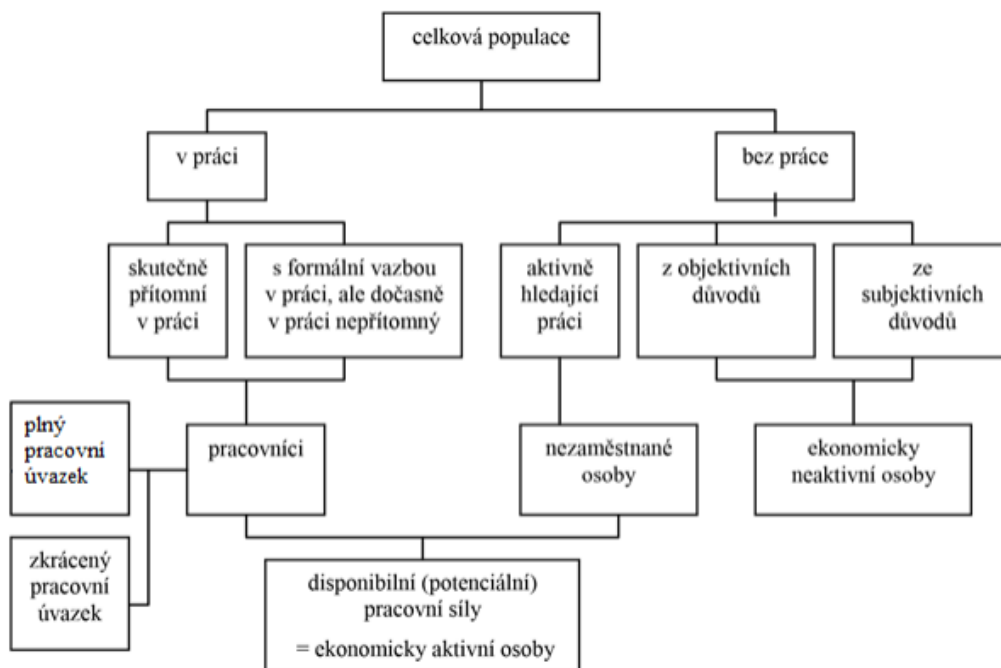 celková populace
v práci
bez práce
skutečně
přítomní
v práci
s formální vazbou
v práci, ale dočasně
v práci nepřítomný
aktivně
hledající
práci
z objektivních
důvodů
ze
subjektivních
důvodů
plný
pracovní
úvazek
pracovníci
nezaměstnané
osoby
ekonomicky
neaktivní osoby
zkrácený
pracovní
úvazek
disponibilní (potenciální)
pracovní síly
= ekonomicky aktivní osoby